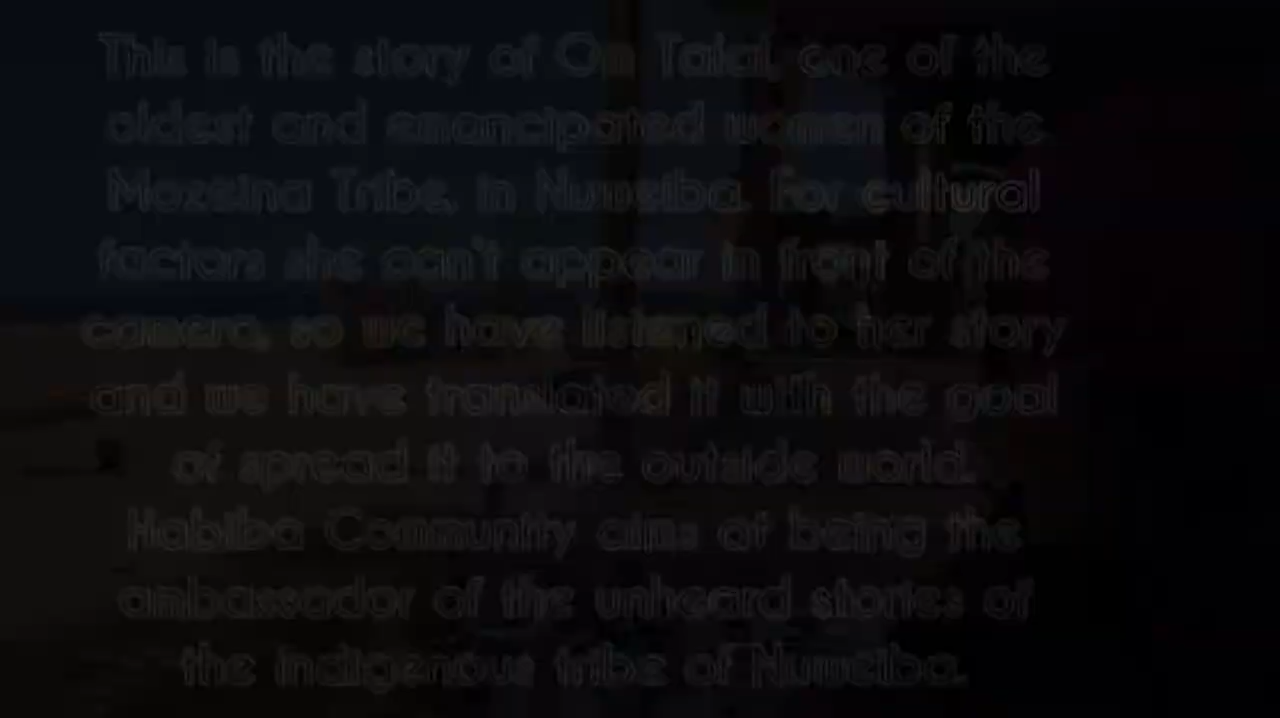 This is the story of Om Talal, one of the
oldest and emancipated women of the
Mozeina Tribe, in Nuweiba. For cultural
factors she can't appear in front of the
camera, so we have listened to her story
and we have translated it with the goal
of spread it to the outside world.
Habiba Community aims at being the
ambassador of the unheard stories of
the indigenous tribe of Nuweiba.